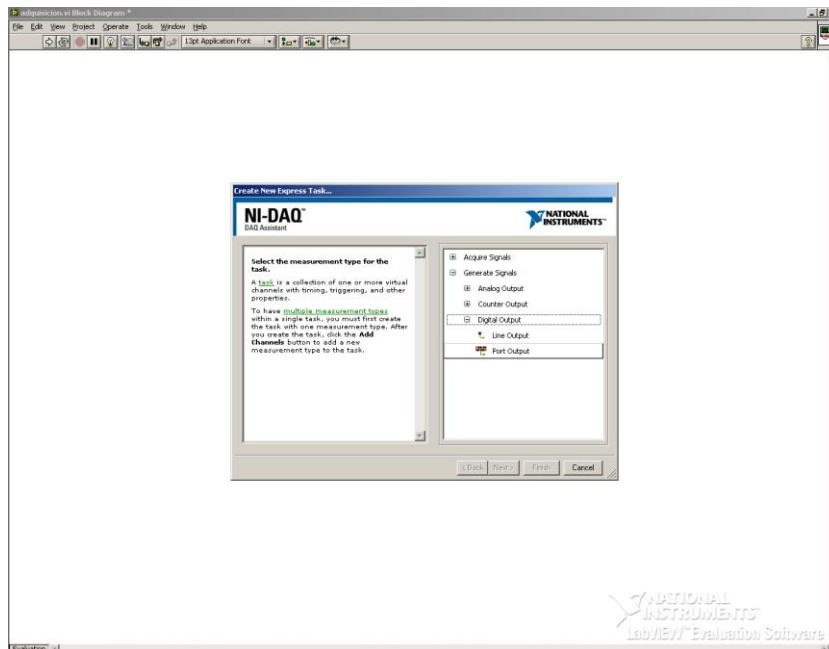 adquisicion.vi Block Diagram *
File Edit View Project Operate Tools Window Help
13pt Application Font
Create New Express Task...
NI-DAQ™
DAQ Assistant
NATIONAL INSTRUMENTS™
Select the measurement type for the task.
A task is a collection of one or more virtual
channels with timing, triggering, and other
properties.
To have multiple measurement types
within a single task, you must first create
the task with one measurement type. After
you create the task, click the Add
Channels button to add a new
measurement type to the task.
Acquire Signals
Generate Signals
Analog Output
Counter Output
Digital Output
Line Output
Port Output
< Back Next > Finish Cancel
NATIONAL
INSTRUMENTS™
LabVIEW™ Evaluation Software
Evaluation